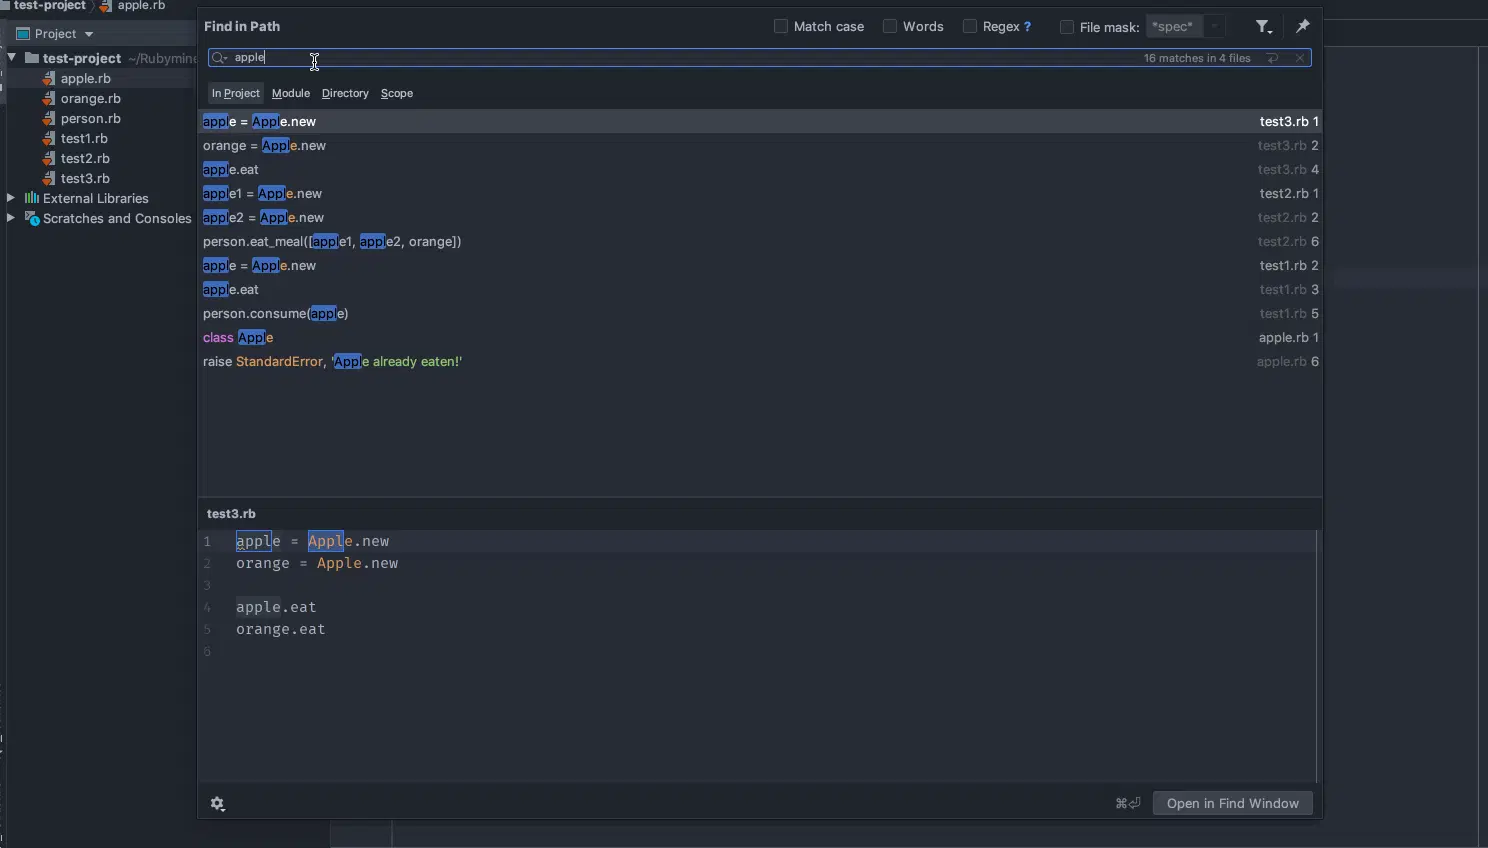 test-project apple.rb
Project
test-project ~/Rubymine
apple.rb
orange.rb
person.rb
test1.rb
test2.rb
test3.rb
External Libraries
Scratches and Consoles
Find in Path
Match case Words Regex ? File mask: *spec*
apple 16 matches in 4 files
In Project Module Directory Scope
apple = Apple.new test3.rb 1
orange = Apple.new test3.rb 2
apple.eat test3.rb 4
apple1 = Apple.new test2.rb 1
apple2 = Apple.new test2.rb 2
person.eat_meal([apple1, apple2, orange]) test2.rb 6
apple = Apple.new test1.rb 2
apple.eat test1.rb 3
person.consume(apple) test1.rb 5
class Apple apple.rb 1
raise StandardError, 'Apple already eaten!' apple.rb 6
test3.rb
1 apple = Apple.new
2 orange = Apple.new
3
4 apple.eat
5 orange.eat
6
⌘⏎ Open in Find Window